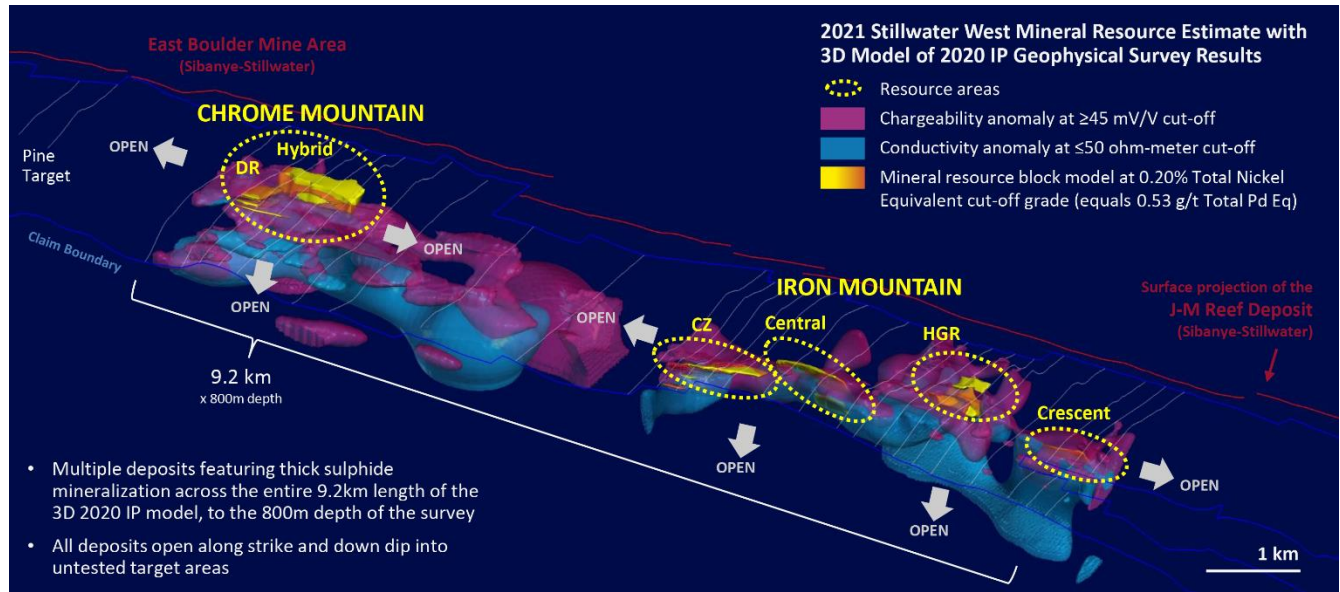 East Boulder Mine Area
(Sibanye-Stillwater)
2021 Stillwater West Mineral Resource Estimate with
3D Model of 2020 IP Geophysical Survey Results
Resource areas
Chargeability anomaly at ≥45 mV/V cut-off
Conductivity anomaly at ≤50 ohm-meter cut-off
Mineral resource block model at 0.20% Total Nickel
Equivalent cut-off grade (equals 0.53 g/t Total Pd Eq)
CHROME MOUNTAIN
OPEN
Pine
Target
Hybrid
DR
Claim Boundary
OPEN
OPEN
IRON MOUNTAIN
Surface projection of the
J-M Reef Deposit
(Sibanye-Stillwater)
OPEN
CZ
Central
HGR
9.2 km
x 800m depth
Crescent
OPEN
OPEN
OPEN
• Multiple deposits featuring thick sulphide
mineralization across the entire 9.2km length of the
3D 2020 IP model, to the 800m depth of the survey
• All deposits open along strike and down dip into
untested target areas
1 km